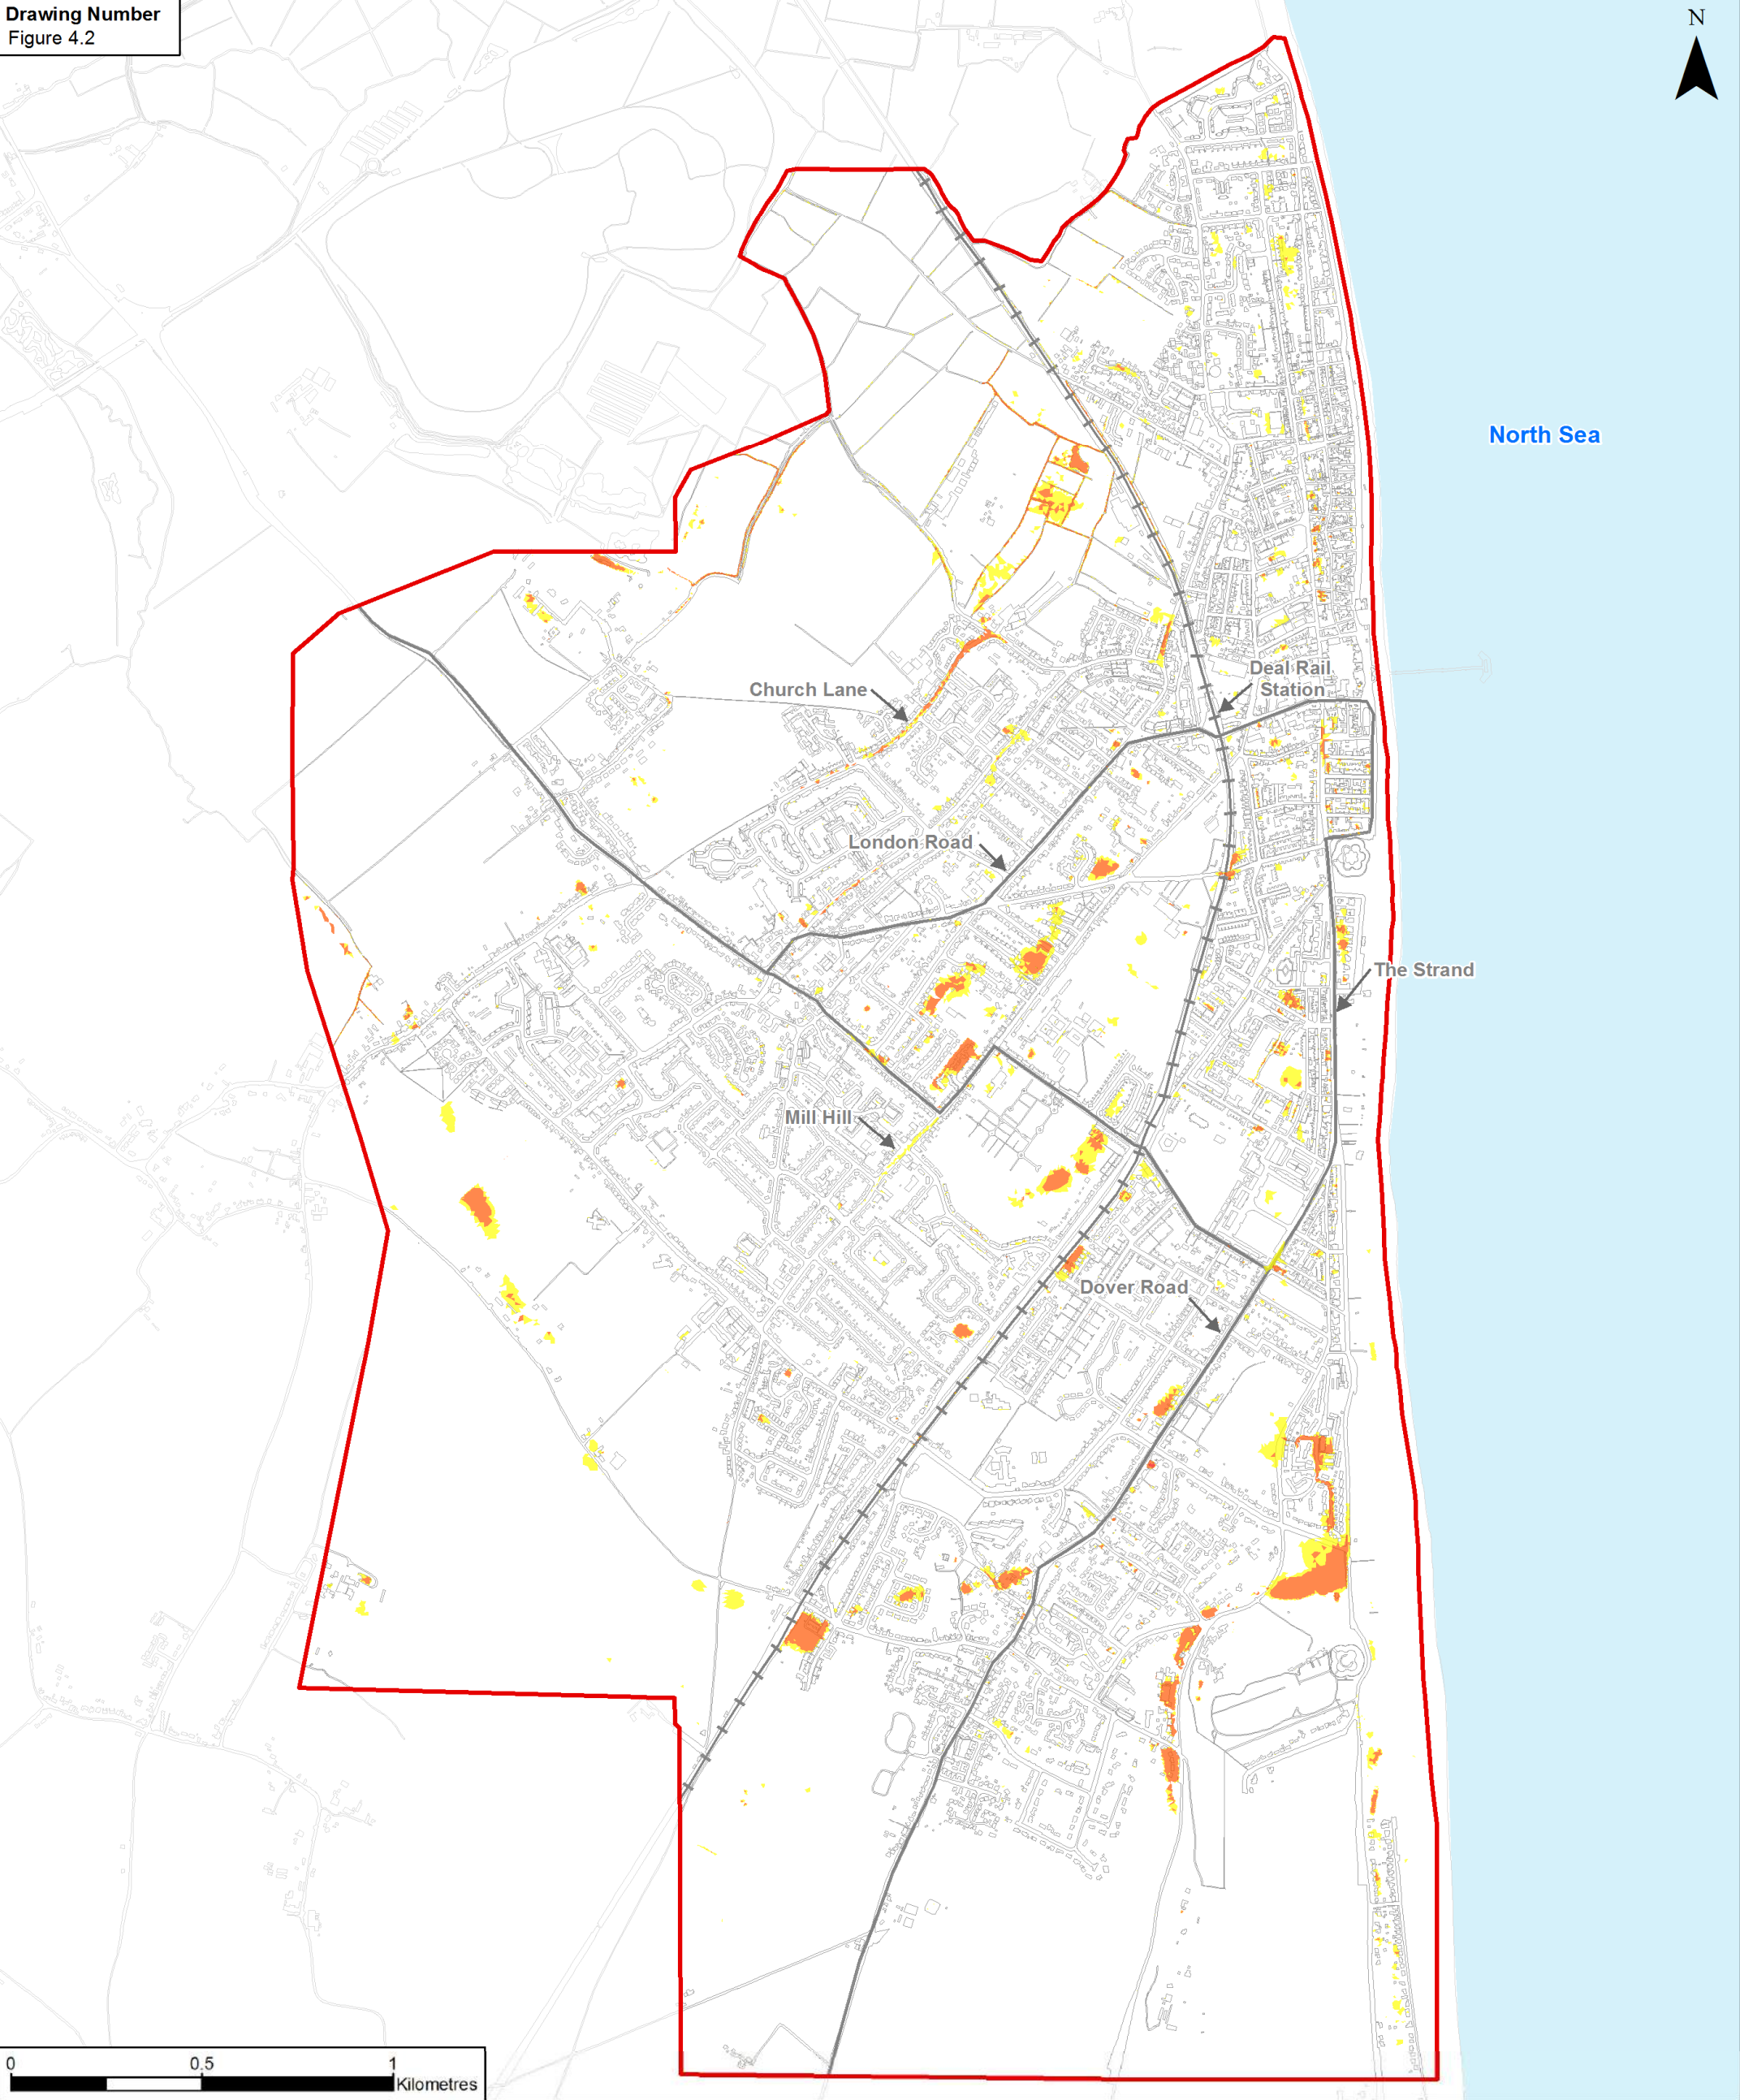 Drawing Number
Figure 4.2
N
North Sea
Deal Rail
Station
Church Lane
London Road
The Strand
Mill Hill
Dover Road
0
0.5
1
Kilometres